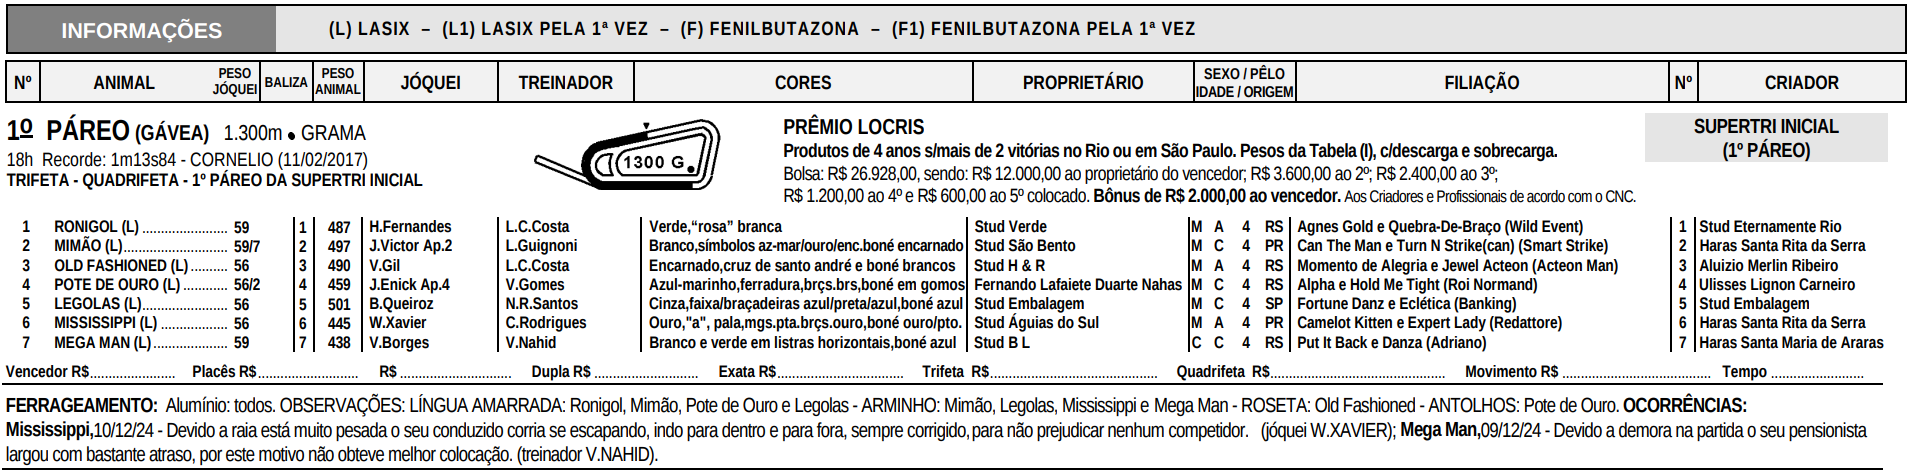 INFORMAÇÕES (L) LASIX – (L1) LASIX PELA 1ª VEZ – (F) FENILBUTAZONA – (F1) FENILBUTAZONA PELA 1ª VEZ
Nº ANIMAL PESO JÓQUEI BALIZA PESO ANIMAL JÓQUEI TREINADOR CORES PROPRIETÁRIO SEXO / PÊLO IDADE / ORIGEM FILIAÇÃO Nº CRIADOR
1º PÁREO (GÁVEA) 1.300m • GRAMA
18h Recorde: 1m13s84 - CORNELIO (11/02/2017)
TRIFETA - QUADRIFETA - 1º PÁREO DA SUPERTRI INICIAL
1300 G.
PRÊMIO LOCRIS
Produtos de 4 anos s/mais de 2 vitórias no Rio ou em São Paulo. Pesos da Tabela (I), c/descarga e sobrecarga.
Bolsa: R$ 26.928,00, sendo: R$ 12.000,00 ao proprietário do vencedor; R$ 3.600,00 ao 2º; R$ 2.400,00 ao 3º;
R$ 1.200,00 ao 4º e R$ 600,00 ao 5º colocado. Bônus de R$ 2.000,00 ao vencedor. Aos Criadores e Profissionais de acordo com o CNC.
SUPERTRI INICIAL
(1º PÁREO)
1 RONIGOL (L) ....................... 59 1 487 H.Fernandes L.C.Costa Verde,“rosa” branca Stud Verde M A 4 RS Agnes Gold e Quebra-De-Braço (Wild Event) 1 Stud Eternamente Rio
2 MIMÃO (L)............................ 59/7 2 497 J.Victor Ap.2 L.Guignoni Branco,símbolos az-mar/ouro/enc.boné encarnado Stud São Bento M C 4 PR Can The Man e Turn N Strike(can) (Smart Strike) 2 Haras Santa Rita da Serra
3 OLD FASHIONED (L).......... 56 3 490 V.Gil L.C.Costa Encarnado,cruz de santo andré e boné brancos Stud H & R M A 4 RS Momento de Alegria e Jewel Acteon (Acteon Man) 3 Aluizio Merlin Ribeiro
4 POTE DE OURO (L) ............ 56/2 4 459 J.Enick Ap.4 V.Gomes Azul-marinho,ferradura,brçs.brs,boné em gomos Fernando Lafaiete Duarte Nahas M C 4 RS Alpha e Hold Me Tight (Roi Normand) 4 Ulisses Lignon Carneiro
5 LEGOLAS (L)....................... 56 5 501 B.Queiroz N.R.Santos Cinza,faixa/braçadeiras azul/preta/azul,boné azul Stud Embalagem M C 4 SP Fortune Danz e Eclética (Banking) 5 Stud Embalagem
6 MISSISSIPPI (L) .................. 56 6 445 W.Xavier C.Rodrigues Ouro,"a", pala,mgs.pta.brçs.ouro,boné ouro/pto. Stud Águias do Sul M A 4 PR Camelot Kitten e Expert Lady (Redattore) 6 Haras Santa Rita da Serra
7 MEGA MAN (L).................... 59 7 438 V.Borges V.Nahid Branco e verde em listras horizontais,boné azul Stud B L C C 4 RS Put It Back e Danza (Adriano) 7 Haras Santa Maria de Araras
Vencedor R$....................... Placês R$........................... R$ .............................. Dupla R$ ............................ Exata R$.................................. Trifeta R$............................................. Quadrifeta R$............................................... Movimento R$ ........................................ Tempo .........................
FERRAGEAMENTO: Alumínio: todos. OBSERVAÇÕES: LÍNGUA AMARRADA: Ronigol, Mimão, Pote de Ouro e Legolas - ARMINHO: Mimão, Legolas, Mississippi e Mega Man - ROSETA: Old Fashioned - ANTOLHOS: Pote de Ouro. OCORRÊNCIAS:
Mississippi,10/12/24 - Devido a raia está muito pesada o seu conduzido corria se escapando, indo para dentro e para fora, sempre corrigido, para não prejudicar nenhum competidor. (jóquei W.XAVIER); Mega Man,09/12/24 - Devido a demora na partida o seu pensionista
largou com bastante atraso, por este motivo não obteve melhor colocação. (treinador V.NAHID).